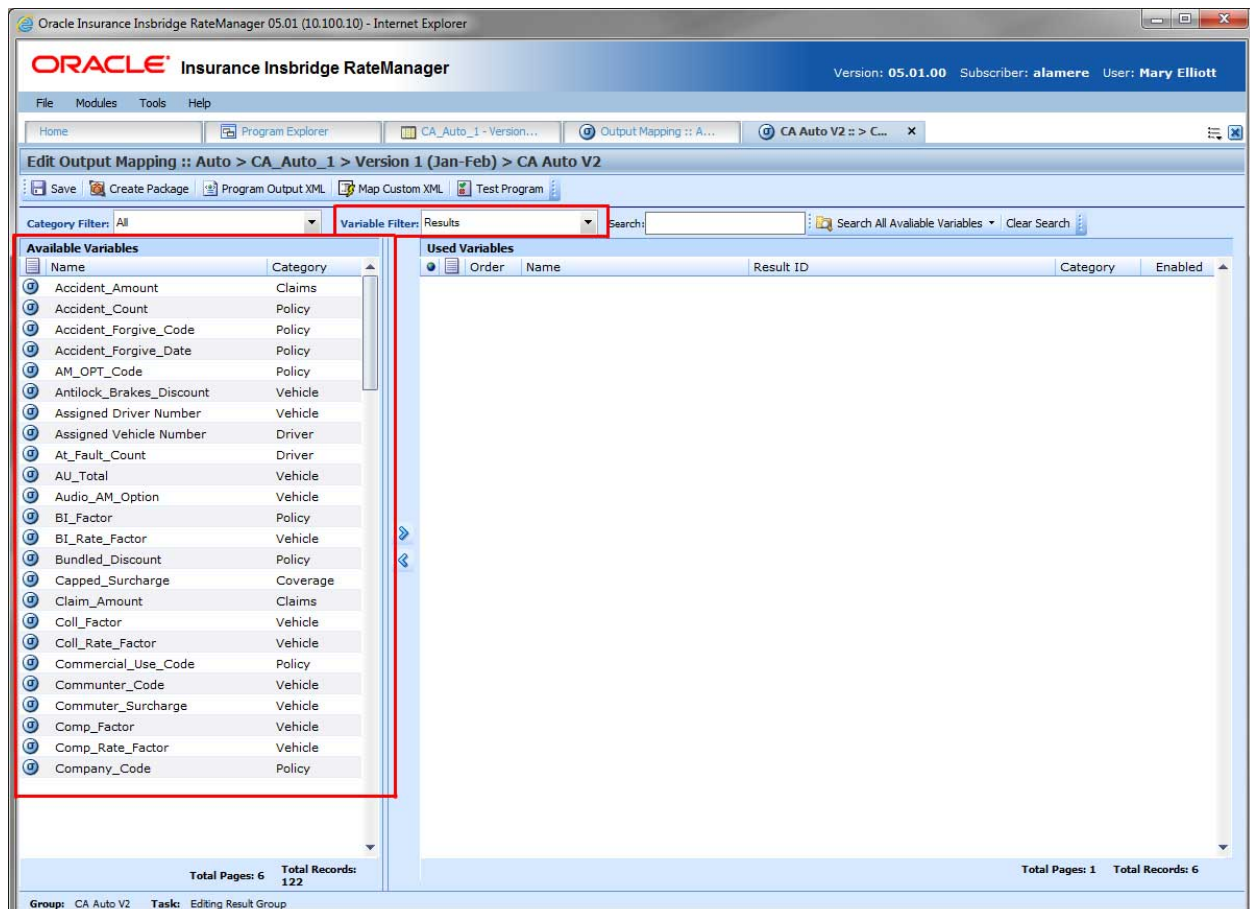 Oracle Insurance Insbridge RateManager 05.01 (10.100.10) - Internet Explorer
ORACLE® Insurance Insbridge RateManager
Version: 05.01.00 Subscriber: alamere User: Mary Elliott
File Modules Tools Help
Home Program Explorer CA_Auto_1 - Version... Output Mapping :: A... CA Auto V2 :: > C... X
Edit Output Mapping :: Auto > CA_Auto_1 > Version 1 (Jan-Feb) > CA Auto V2
Save Create Package Program Output XML Map Custom XML Test Program
Category Filter: All Variable Filter: Results Search: Search All Avaliable Variables Clear Search
Available Variables Used Variables
Name Category Order Name Result ID Category Enabled
Accident_Amount Claims
Accident_Count Policy
Accident_Forgive_Code Policy
Accident_Forgive_Date Policy
AM_OPT_Code Policy
Antilock_Brakes_Discount Vehicle
Assigned Driver Number Vehicle
Assigned Vehicle Number Driver
At_Fault_Count Driver
AU_Total Vehicle
Audio_AM_Option Vehicle
BI_Factor Policy
BI_Rate_Factor Vehicle
Bundled_Discount Policy
Capped_Surcharge Coverage
Claim_Amount Claims
Coll_Factor Vehicle
Coll_Rate_Factor Vehicle
Commercial_Use_Code Policy
Communter_Code Vehicle
Commuter_Surcharge Vehicle
Comp_Factor Vehicle
Comp_Rate_Factor Vehicle
Company_Code Policy
Total Pages: 6 Total Records: 122 Total Pages: 1 Total Records: 6
Group: CA Auto V2 Task: Editing Result Group